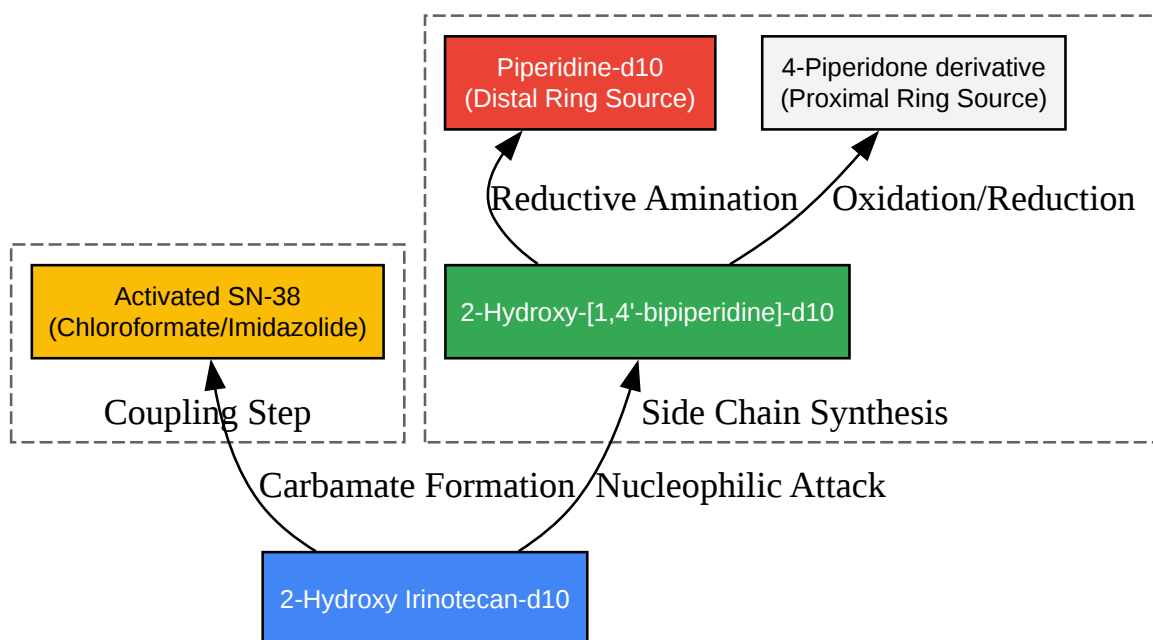 Piperidine-d10
(Distal Ring Source)
4-Piperidone derivative
(Proximal Ring Source)
Reductive Amination
Oxidation/Reduction
Activated SN-38
(Chloroformate/Imidazolide)
2-Hydroxy-[1,4'-bipiperidine]-d10
Coupling Step
Side Chain Synthesis
Carbamate Formation
Nucleophilic Attack
2-Hydroxy Irinotecan-d10